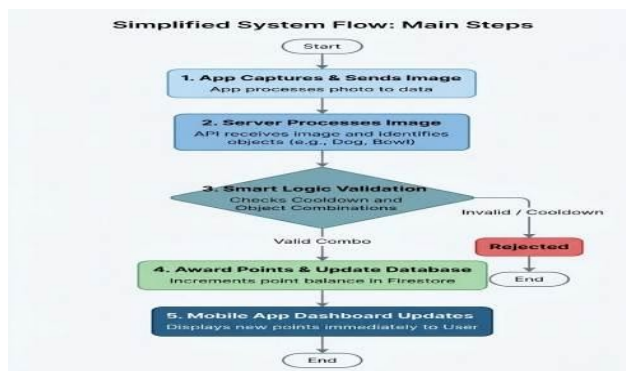 Simplified System Flow: Main Steps
Start
1. App Captures & Sends Image
App processes photo to data
2. Server Processes Image
API receives image and identifies
objects (e.g., Dog, Bowl)
3. Smart Logic Validation
Checks Cooldown and
Object Combinations
Invalid / Cooldown
Valid Combo
Rejected
4. Award Points & Update Database
Increments point balance in Firestore
End
5. Mobile App Dashboard Updates
Displays new points immediately to User
End